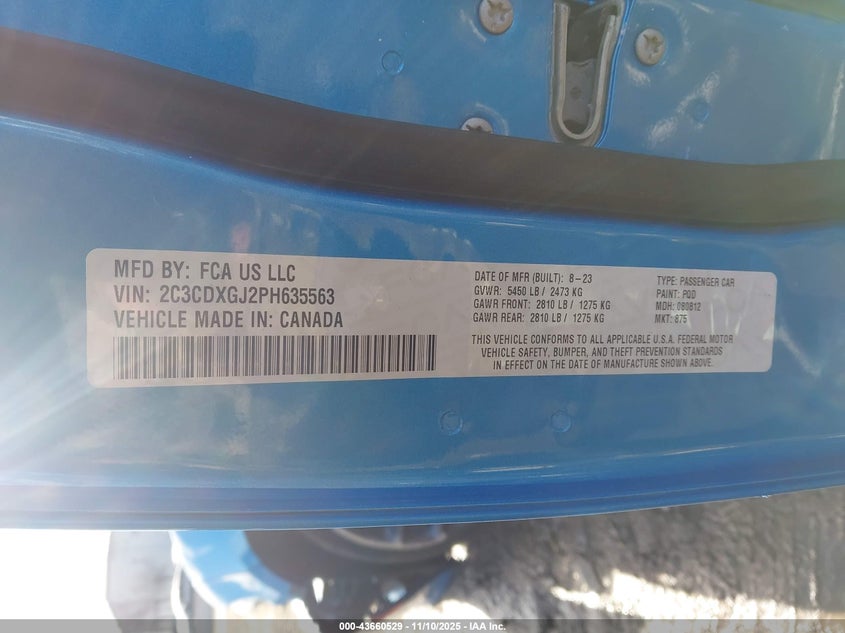 MFD BY: FCA US LLC
VIN: 2C3CDXGJ2PH635563
VEHICLE MADE IN: CANADA
DATE OF MFR (BUILT): 8-23
GVWR: 5450 LB / 2473 KG
GAWR FRONT: 2810 LB / 1275 KG
GAWR REAR: 2810 LB / 1275 KG
TYPE: PASSENGER CAR
PAINT: PQD
MDH: 080812
MKT: 875
THIS VEHICLE CONFORMS TO ALL APPLICABLE U.S.A. FEDERAL MOTOR
VEHICLE SAFETY, BUMPER, AND THEFT PREVENTION STANDARDS
IN EFFECT ON THE DATE OF MANUFACTURE SHOWN ABOVE.
000-43660529 - 11/10/2025 - IAA Inc.